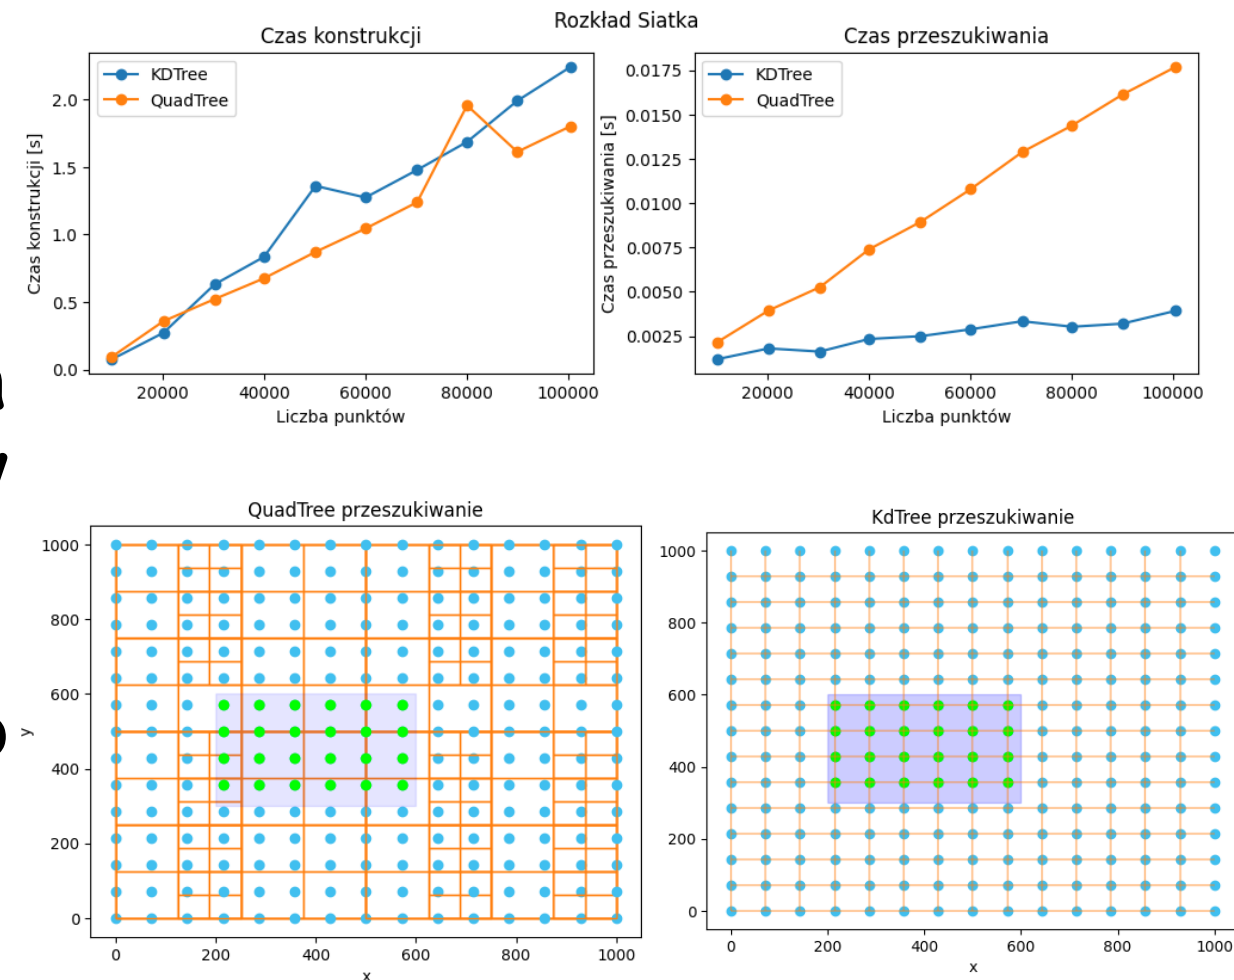 Rozkład Siatka
Czas konstrukcji
KDTree
QuadTree
Czas konstrukcji [s]
2.0
1.5
1.0
0.5
0.0
20000 40000 60000 80000 100000
Liczba punktów
Czas przeszukiwania
KDTree
QuadTree
Czas przeszukiwania [s]
0.0175
0.0150
0.0125
0.0100
0.0075
0.0050
0.0025
20000 40000 60000 80000 100000
Liczba punktów
QuadTree przeszukiwanie
y
1000
800
600
400
200
0
0 200 400 600 800 1000
x
KdTree przeszukiwanie
1000
800
600
400
200
0
0 200 400 600 800 1000
x